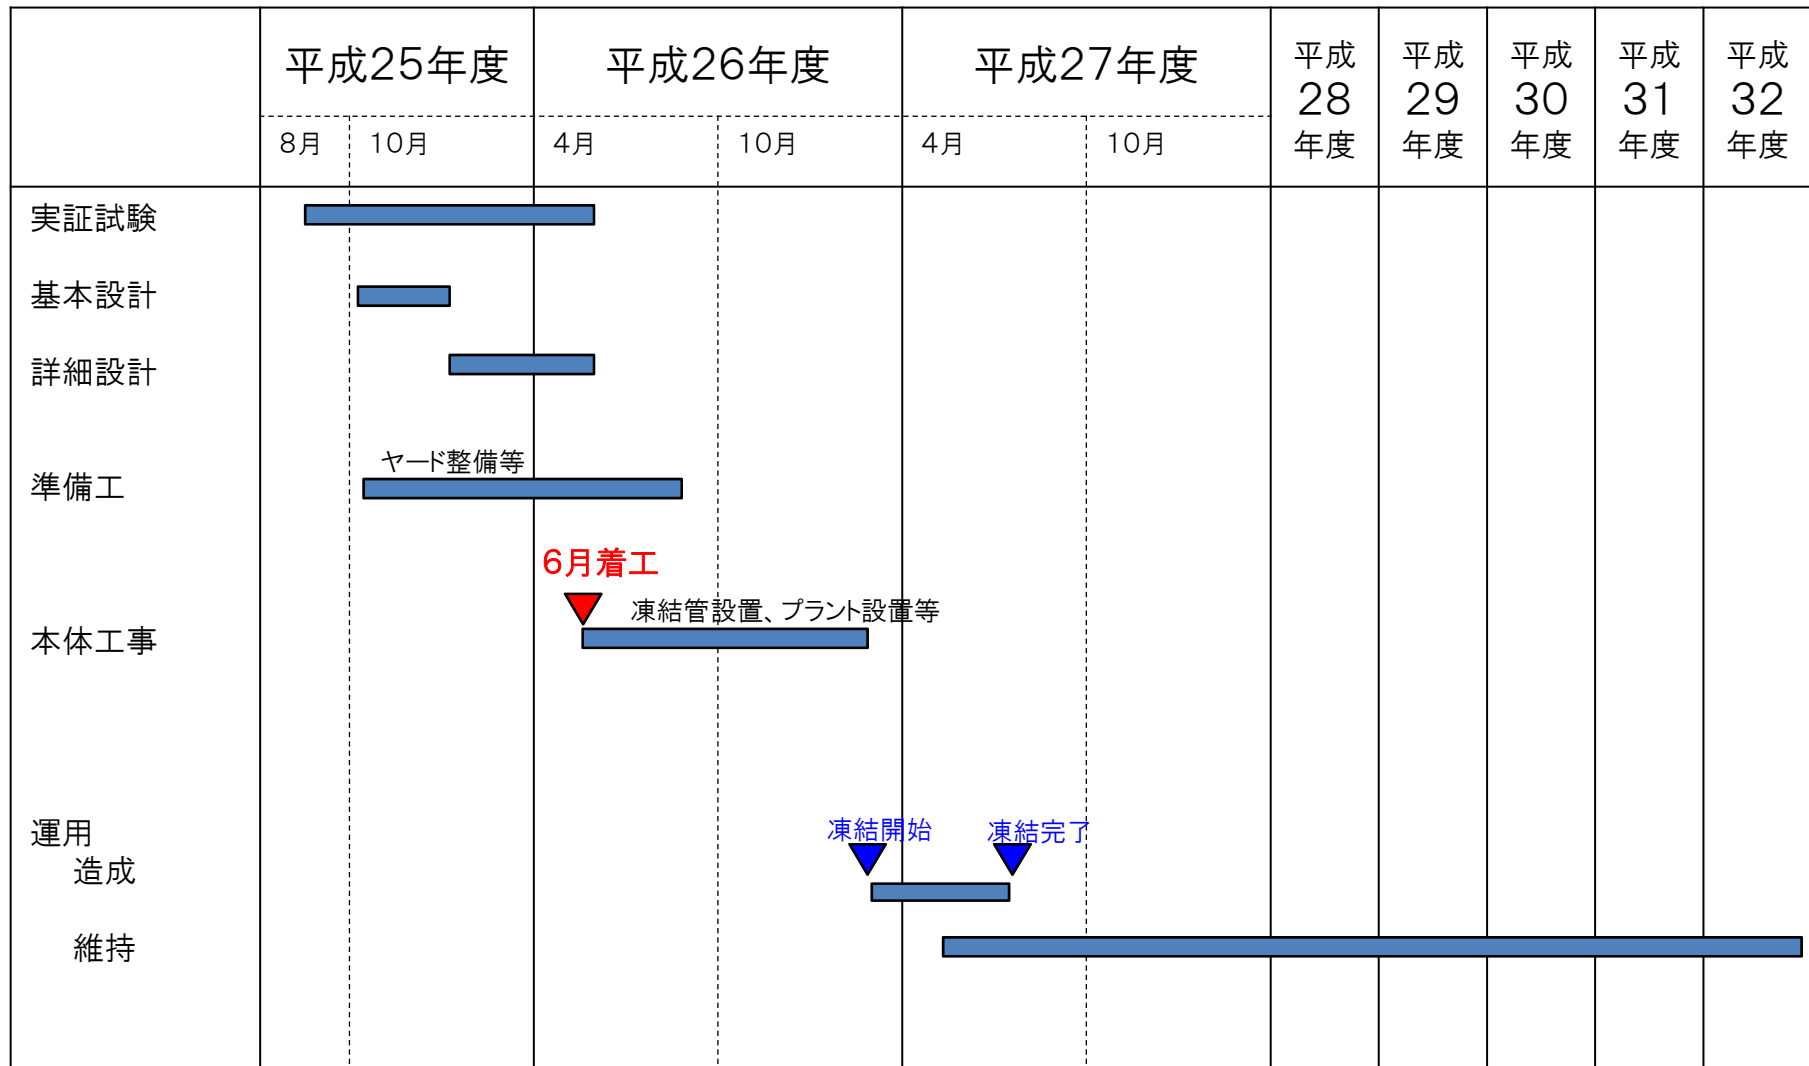 平成25年度
平成26年度
平成27年度
平成
28
年度
平成
29
年度
平成
30
年度
平成
31
年度
平成
32
年度
8月
10月
4月
10月
4月
10月
実証試験
基本設計
詳細設計
ヤード整備等
準備工
6月着工
凍結管設置、プラント設置等
本体工事
運用
凍結開始
凍結完了
造成
維持